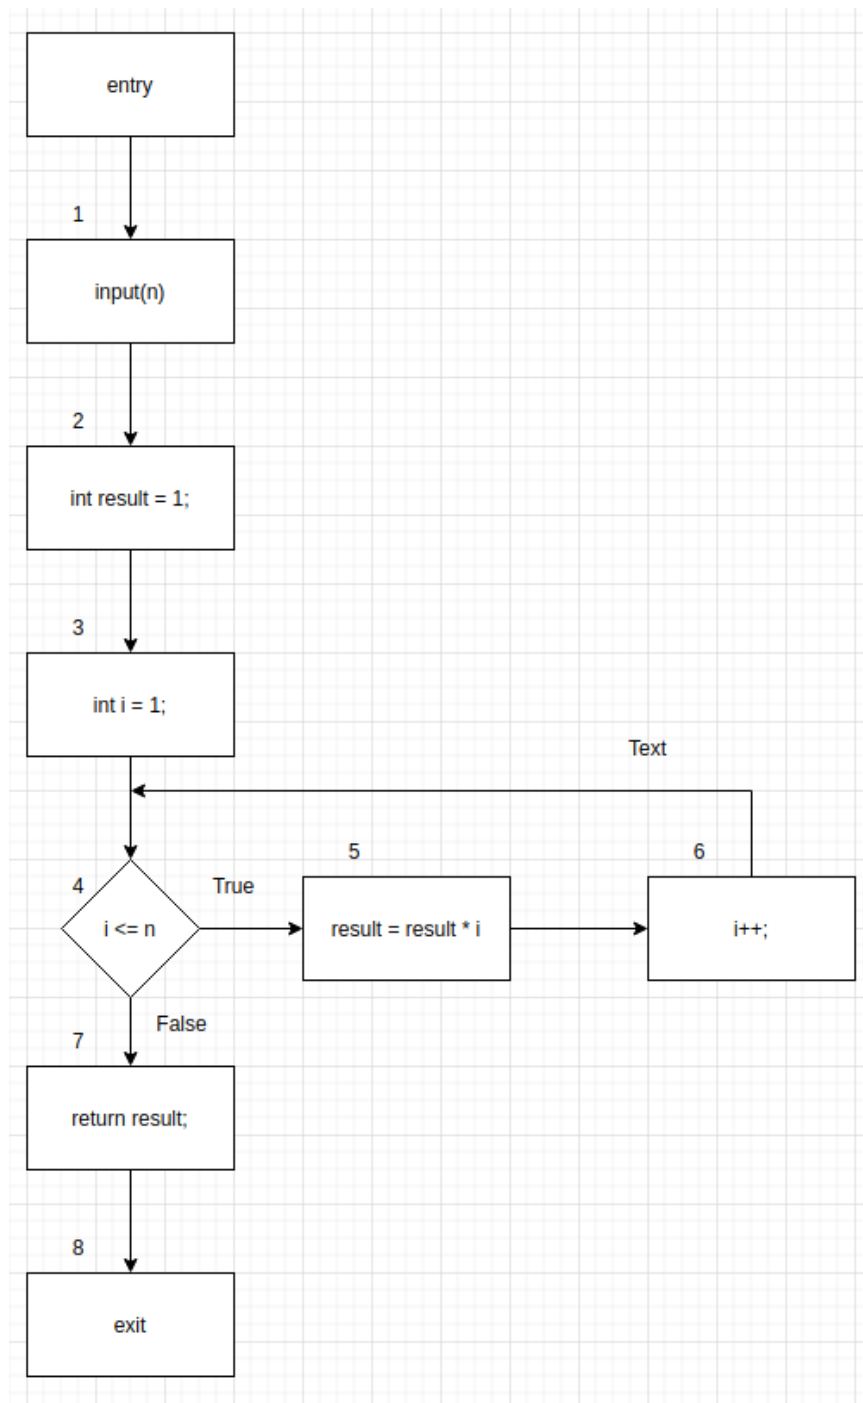 entry
1
input(n)
2
int result = 1;
3
int i = 1;
Text
4
i <= n
True
5
result = result * i
6
i++;
False
7
return result;
8
exit